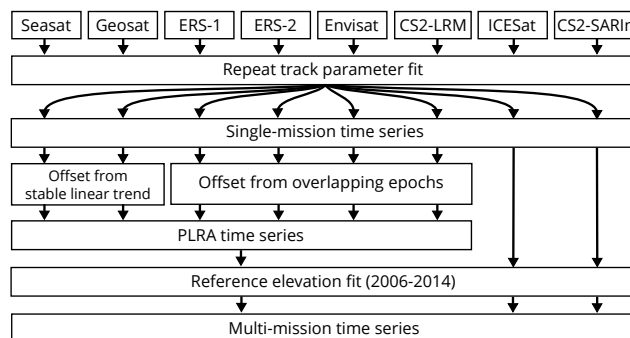 Seasat Geosat ERS-1 ERS-2 Envisat CS2-LRM ICESat CS2-SARIn
Repeat track parameter fit
Single-mission time series
Offset from
stable linear trend
Offset from overlapping epochs
PLRA time series
Reference elevation fit (2006-2014)
Multi-mission time series